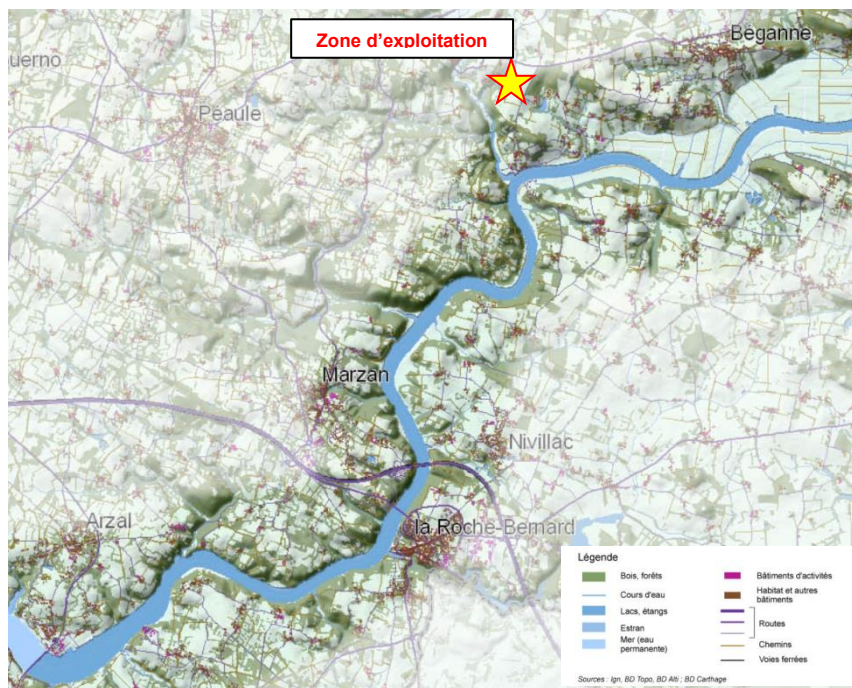 Zone d'exploitation
Béganne
uerno
Peaule
Marzan
Nivillac
Arzal
la Roche-Bernard
Légende
Bois, forêts
Cours d'eau
Lacs, étangs
Estran
Mer (eau
permanente)
Bâtiments d'activités
Habitat et autres
bâtiments
Routes
Chemins
Voies ferrées
Sources : Ign, BD Topo, BD Alti ; BD Carthage